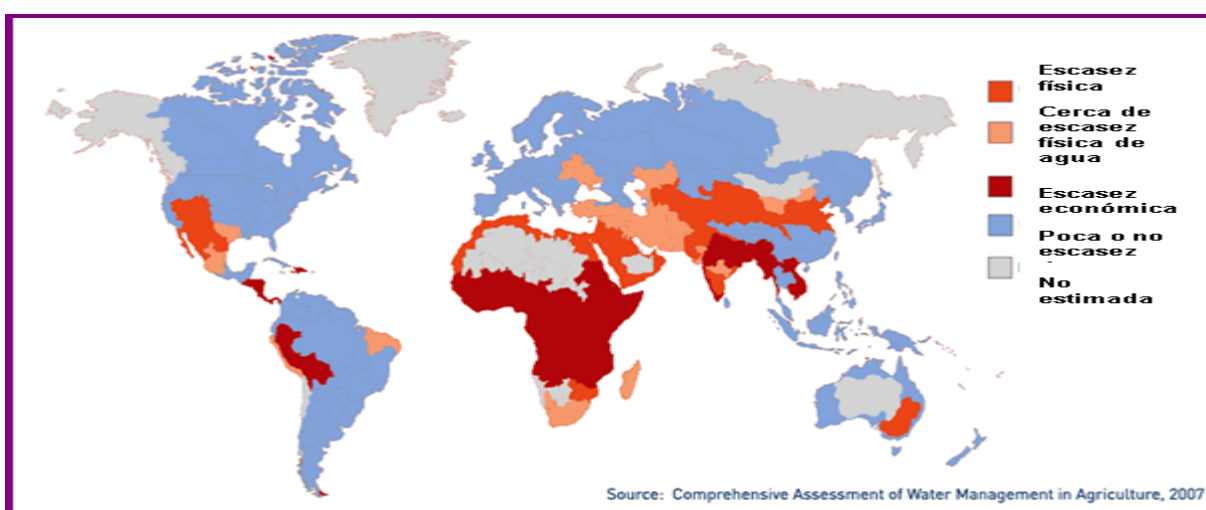 Escasez
física
Cerca de
escasez
física de
agua
Escasez
económica
Poca o no
escasez
No
estimada
Source: Comprehensive Assessment of Water Management in Agriculture, 2007